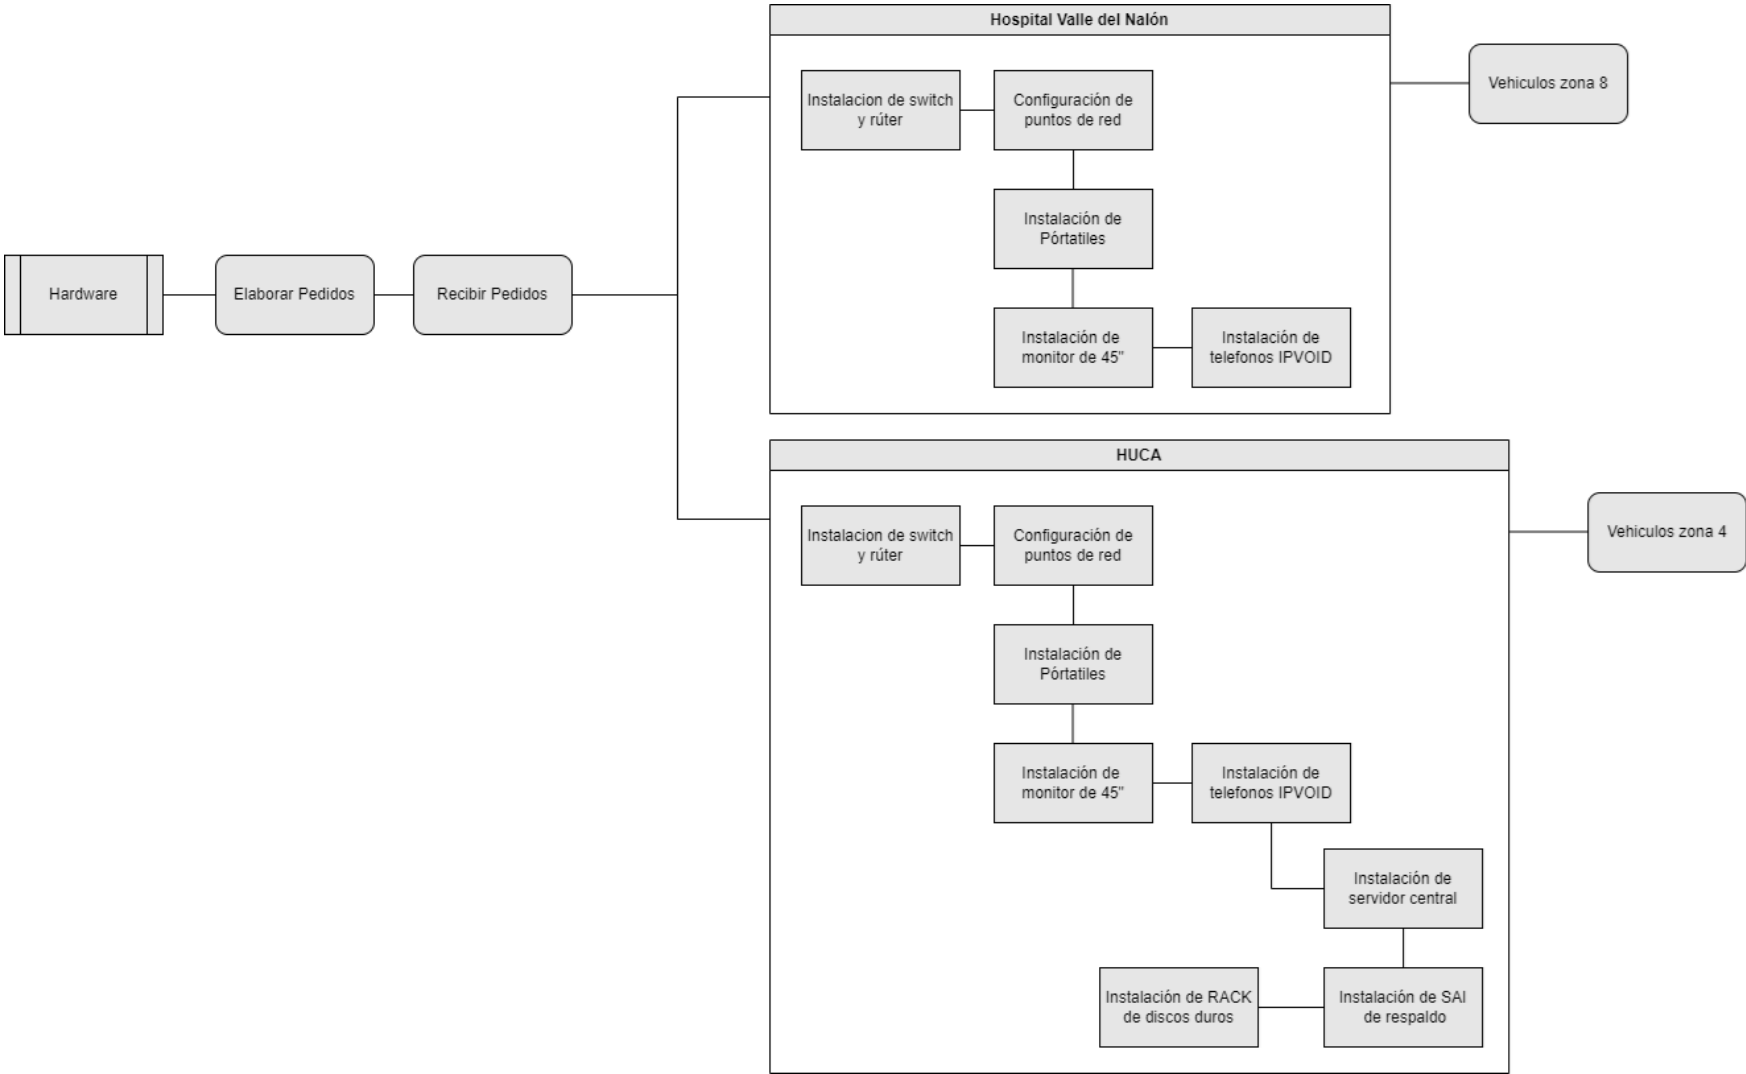 Hardware
Elaborar Pedidos
Recibir Pedidos
Hospital Valle del Nalón
Instalacion de switch
y rúter
Configuración de
puntos de red
Instalación de
Pórtatiles
Instalación de
monitor de 45"
Instalación de
telefonos IPVOID
Vehiculos zona 8
HUCA
Instalacion de switch
y rúter
Configuración de
puntos de red
Instalación de
Pórtatiles
Instalación de
monitor de 45"
Instalación de
telefonos IPVOID
Instalación de
servidor central
Instalación de SAI
de respaldo
Instalación de RACK
de discos duros
Vehiculos zona 4